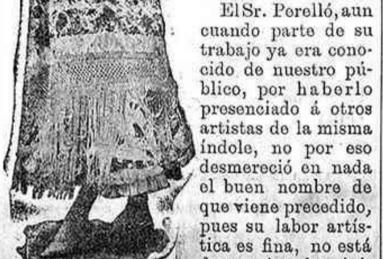 El Sr. Perelló, aun
cuando parte de su
trabajo ya era cono-
cido de nuestro pú-
blico, por haberlo
presenciado á otros
artistas de la misma
índole, no por eso
desmereció en nada
el buen nombre de
que viene precedido,
pues su labor artís-
tica es fina, no está